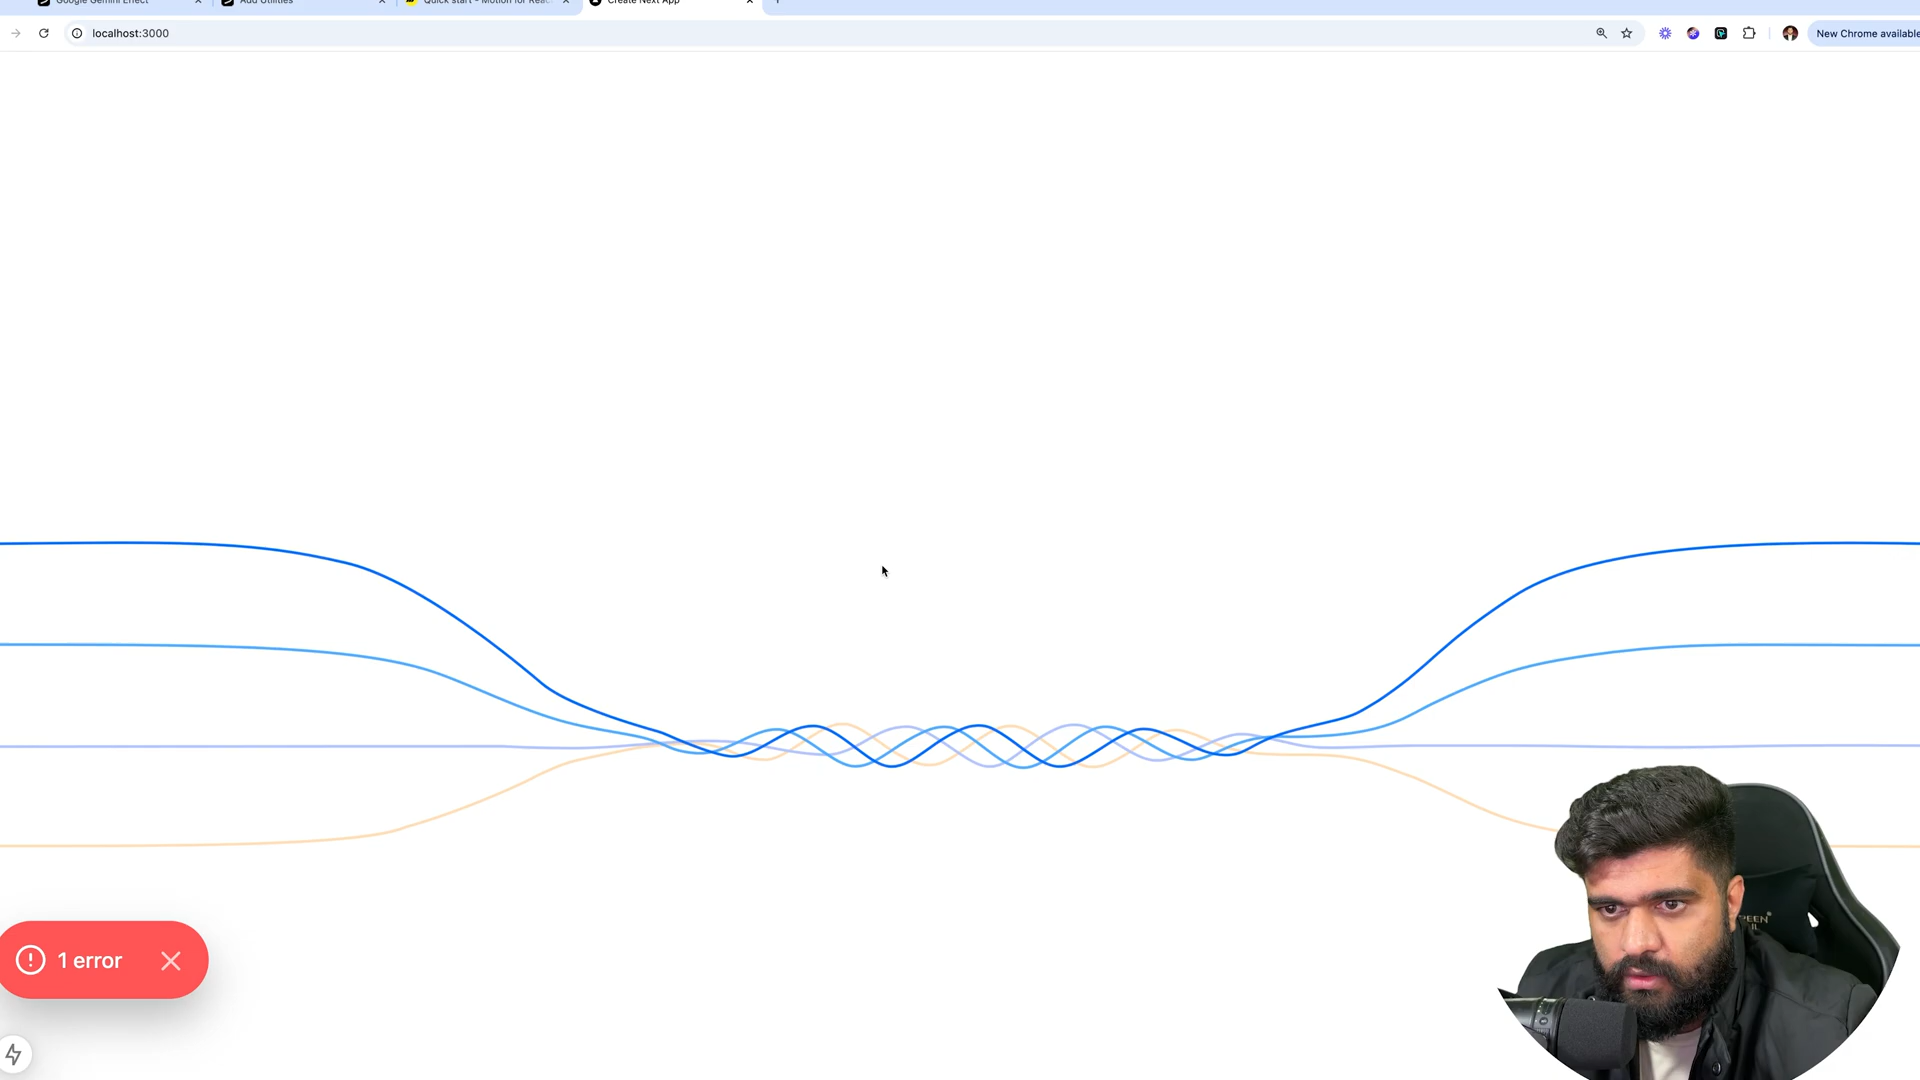 Google Gemini Effect
Add Utilities
Quick start - Motion for Reac
Create Next App
localhost:3000
New Chrome available
1 error